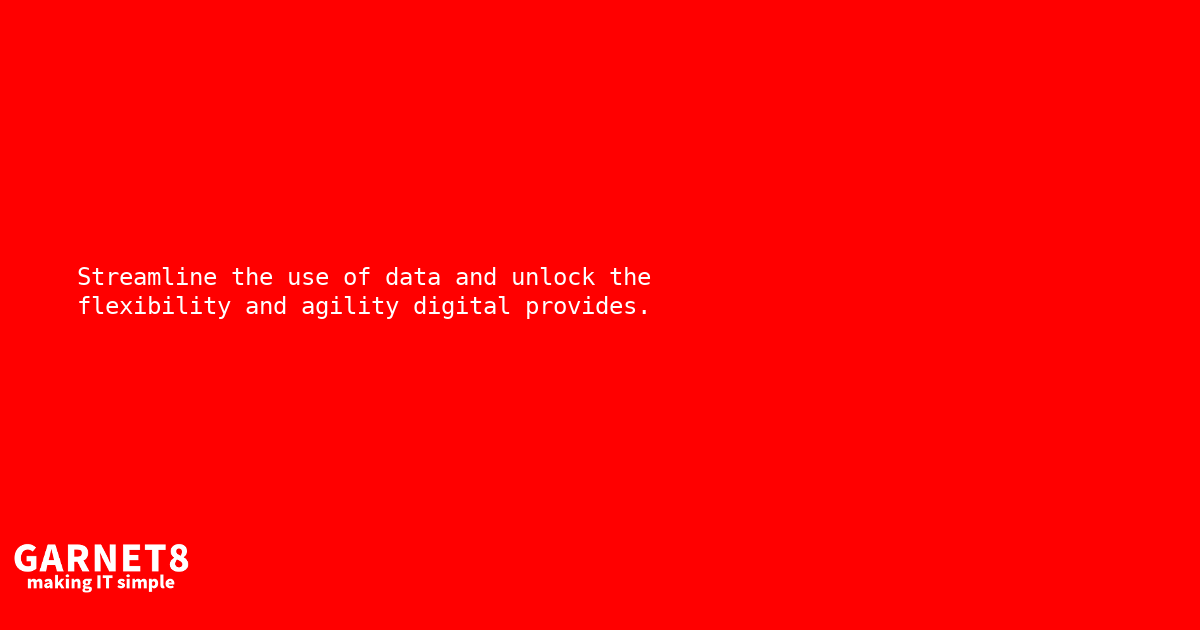 Streamline the use of data and unlock the
flexibility and agility digital provides.
GARNET8
making IT simple